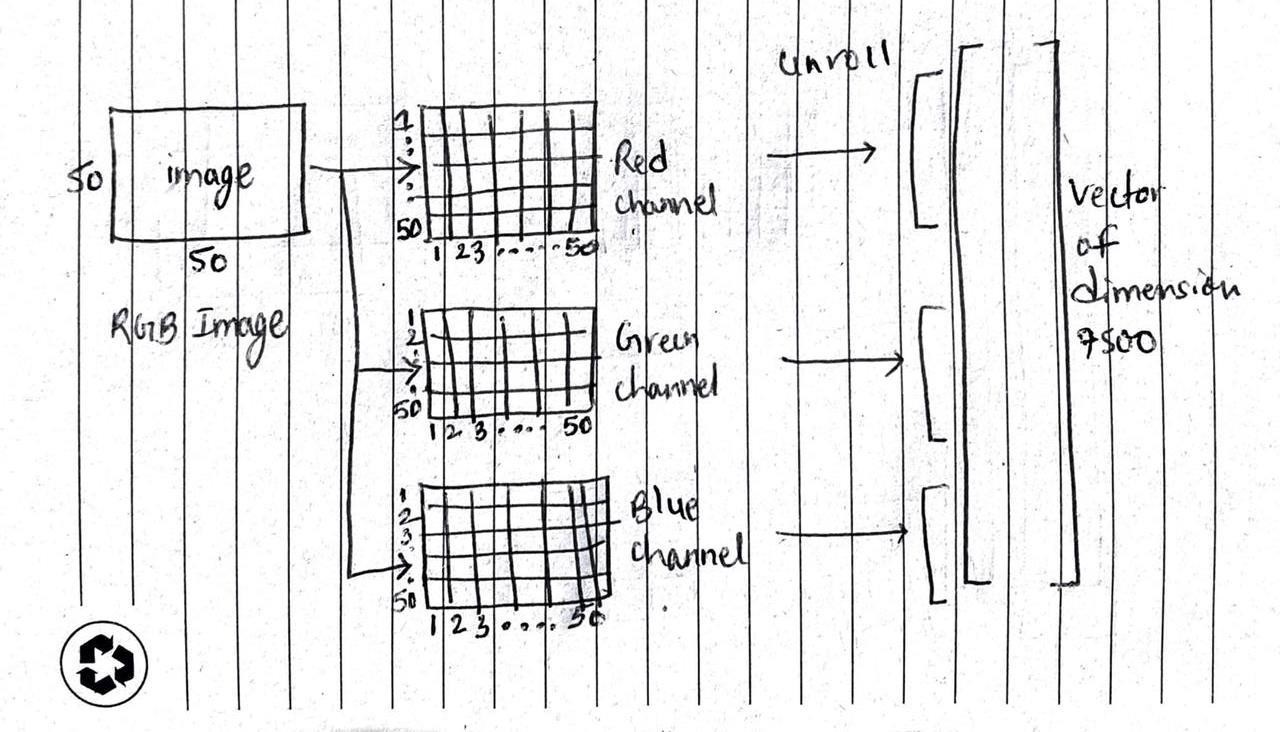 unroll
50
image
50
RGB Image
1
:
.
50
1 2 3 ...... 50
Red
channel
1
2
:
50
1 2 3 .... 50
Green
channel
1
2
3
:
50
1 2 3 .... 50
Blue
channel
Vector
of
dimension
7500